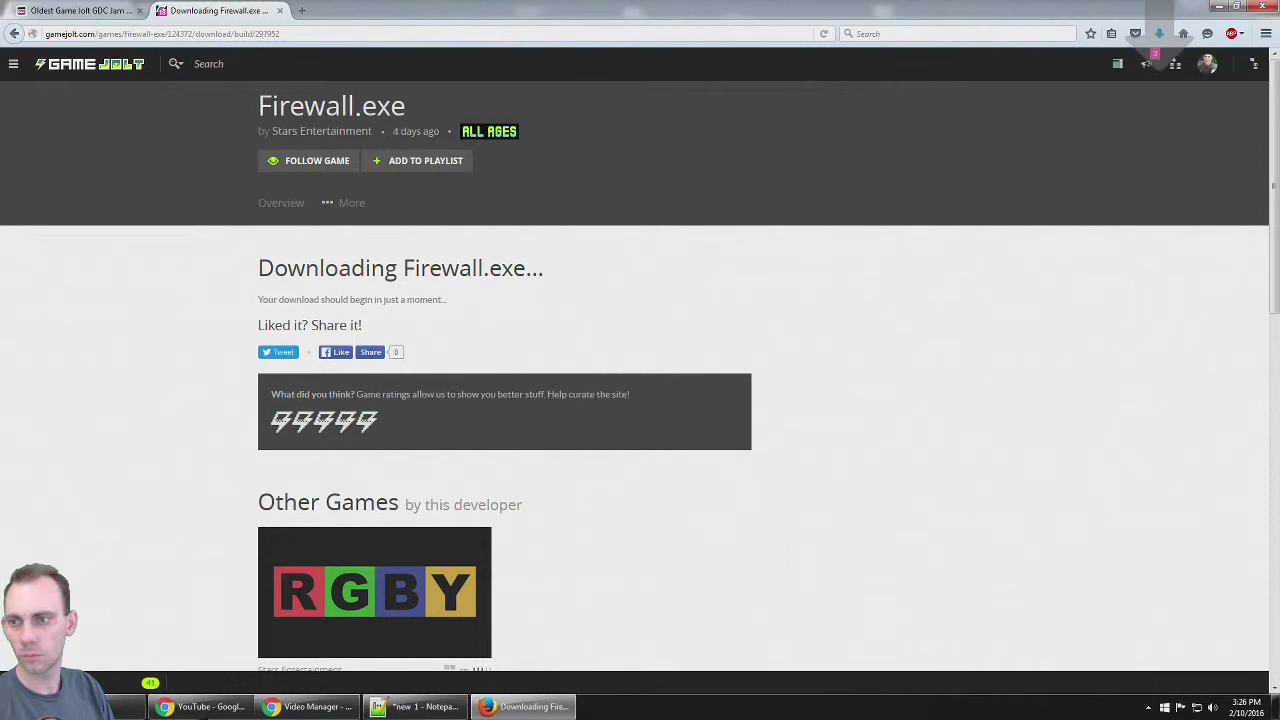 Oldest Game Jolt GDC Jam ...
Downloading Firewall.exe ...
gamejolt.com/games/firewall-exe/124372/download/build/297952
Search
3
GAME JOLT
Search
Firewall.exe
by Stars Entertainment • 4 days ago • ALL AGES
FOLLOW GAME
+ ADD TO PLAYLIST
Overview
More
Downloading Firewall.exe...
Your download should begin in just a moment...
Liked it? Share it!
Tweet
Like
Share
0
What did you think? Game ratings allow us to show you better stuff. Help curate the site!
Other Games by this developer
RGBY
Stars Entertainment
41
YouTube - Googl...
Video Manager - ...
*new 1 - Notepa...
Downloading Fire...
3:26 PM
2/10/2016